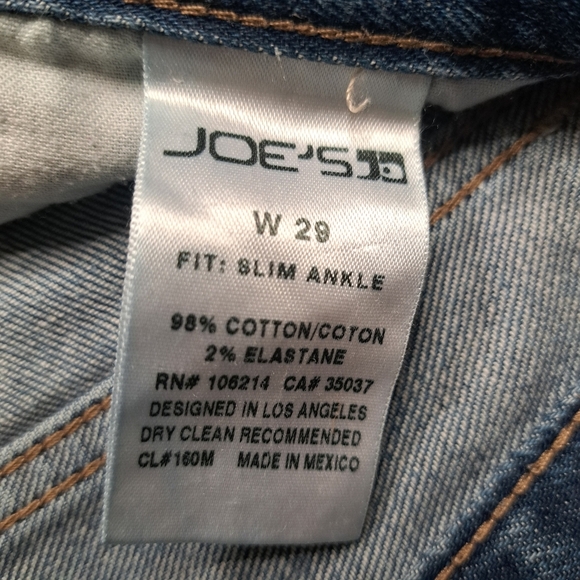 JOE'S
W 29
FIT: SLIM ANKLE
98% COTTON/COTON
2% ELASTANE
RN# 106214 CA# 35037
DESIGNED IN LOS ANGELES
DRY CLEAN RECOMMENDED
CL#160M MADE IN MEXICO